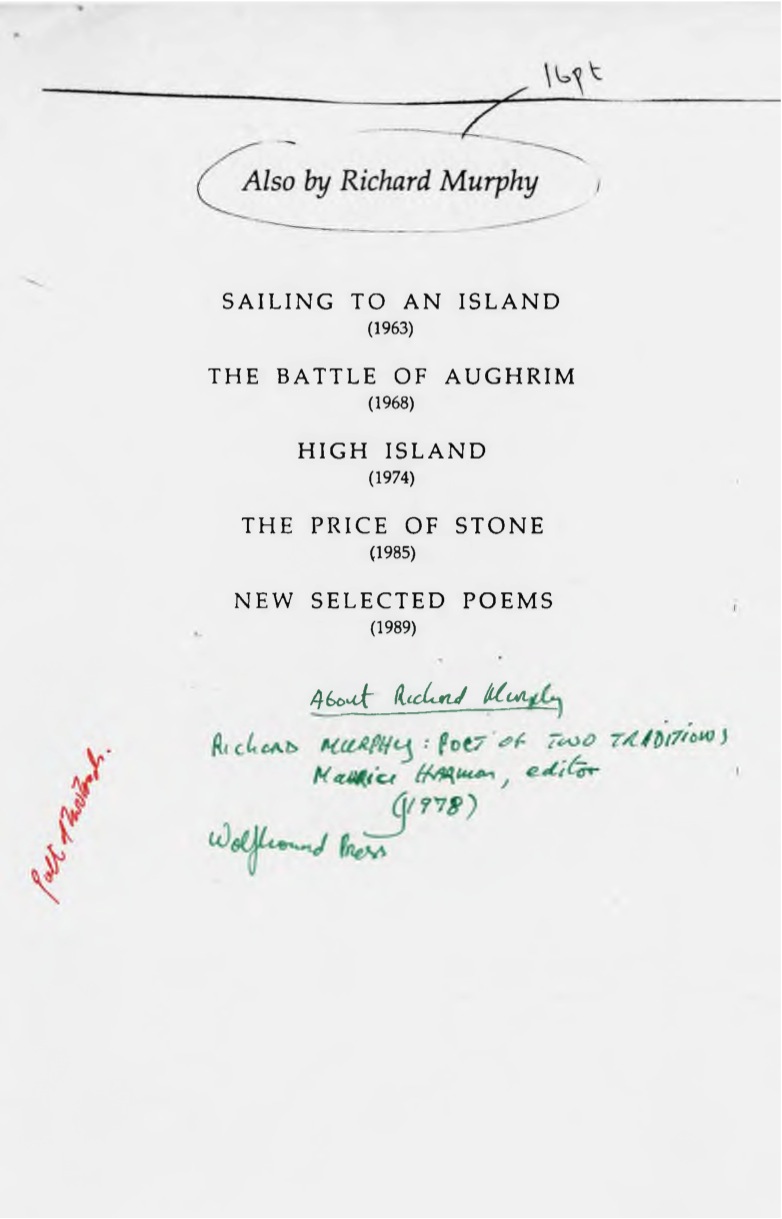 16pt
Also by Richard Murphy
SAILING TO AN ISLAND
(1963)
THE BATTLE OF AUGHRIM
(1968)
HIGH ISLAND
(1974)
THE PRICE OF STONE
(1985)
NEW SELECTED POEMS
(1989)
About Richard Murphy
RICHARD MURPHY: POET OF TWO TRADITIONS
Maurice HARMON, editor
(1978)
Wolfhound Press